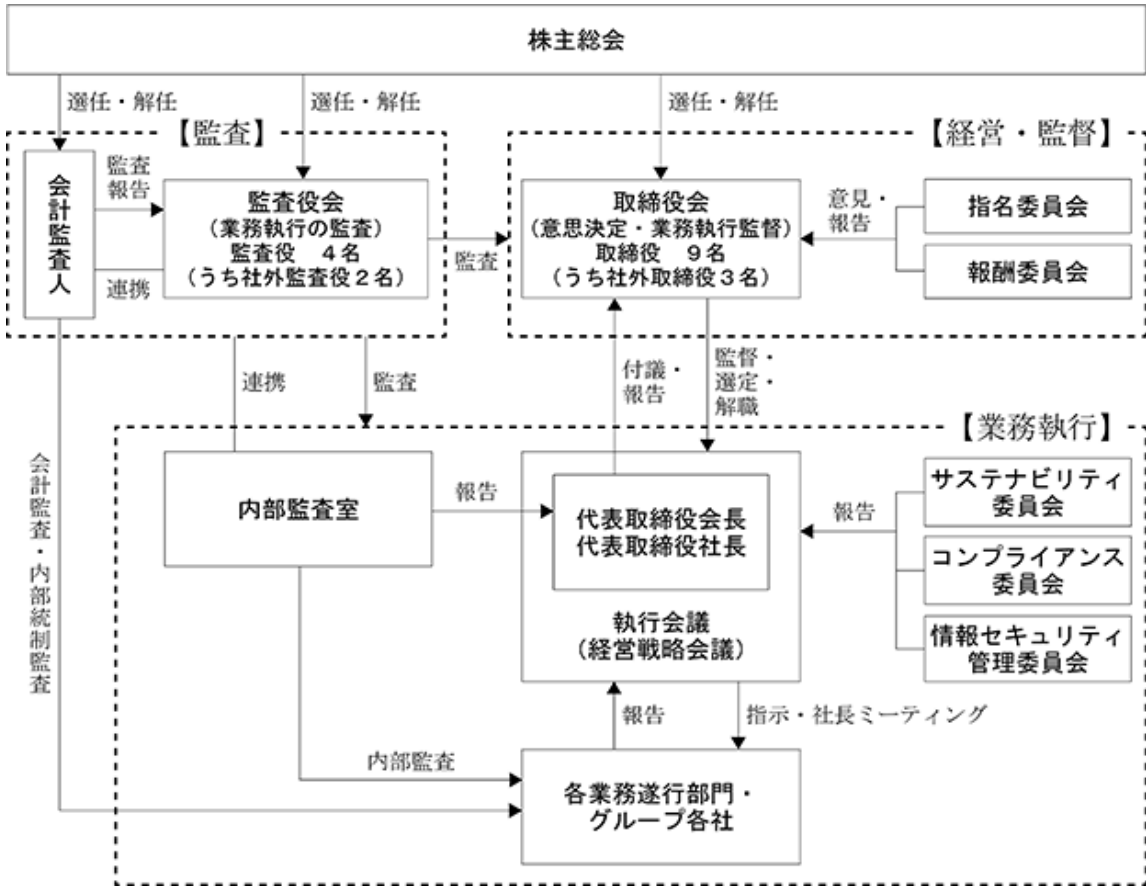 株主総会
選任・解任
選任・解任
選任・解任
【監査】
【経営・監督】
会計監査人
監査
報告
連携
監査役会
(業務執行の監査)
監査役　4名
(うち社外監査役2名)
監査
取締役会
(意思決定・業務執行監督)
取締役　9名
(うち社外取締役3名)
意見・
報告
指名委員会
報酬委員会
連携
監査
付議・
報告
監督・
選定・
解職
【業務執行】
会計監査・内部統制監査
内部監査室
報告
代表取締役会長
代表取締役社長
執行会議
(経営戦略会議)
報告
サステナビリティ
委員会
コンプライアンス
委員会
情報セキュリティ
管理委員会
報告
指示・社長ミーティング
内部監査
各業務遂行部門・
グループ各社